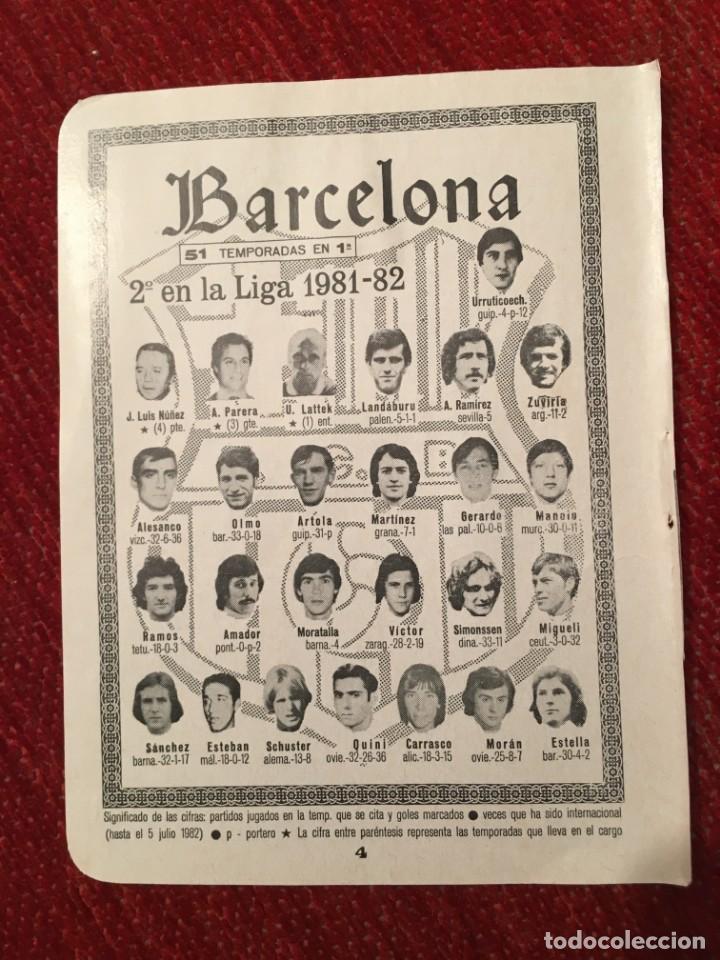 Barcelona
51 TEMPORADAS EN 1ª
2º en la Liga 1981-82
Urruticoech.
guip.-4-p-12
J. Luis Núñez A. Parera U. Lattek Landáburu A. Ramírez Zuviría
★ (4) pte. ★ (3) gte. ★ (1) ent. palen.-5-1-1 sevilla-5 arg.-11-2
C. B
Alesanco Olmo Artola Martínez Gerardo Manolo
vizc.-32-6-36 bar.-33-0-18 guip.-31-p grana.-7-1 las pal.-10-0-6 murc.-30-0-11
Ramos Amador Moratalla Víctor Simonssen Migueli
tetu.-18-0-3 pont.-0-p-2 barna.-4 zarag.-28-2-19 dina.-33-11 ceut.-3-0-32
Sánchez Esteban Schuster Quini Carrasco Morán Estella
barna.-32-1-17 mál.-18-0-12 alema.-13-8 ovie.-32-26-36 alic.-18-3-15 ovie.-25-8-7 bar.-30-4-2
Significado de las cifras: partidos jugados en la temp. que se cita y goles marcados ● veces que ha sido internacional
(hasta el 5 julio 1982) ● p - portero ★ La cifra entre paréntesis representa las temporadas que lleva en el cargo
4
todocoleccion.net